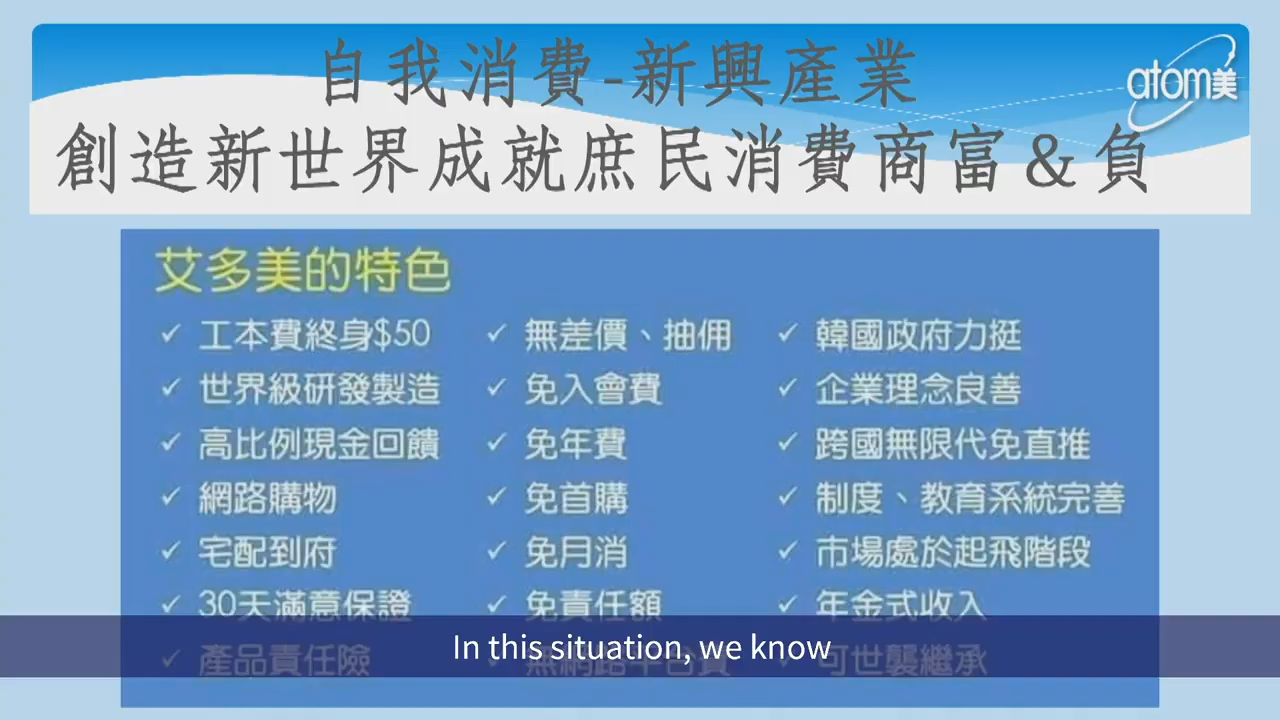 自我消費-新興產業
atom美
創造新世界成就庶民消費商富＆負
艾多美的特色
✓ 工本費終身$50
✓ 世界級研發製造
✓ 高比例現金回饋
✓ 網路購物
✓ 宅配到府
✓ 30天滿意保證
✓ 產品責任險
✓ 無差價、抽佣
✓ 免入會費
✓ 免年費
✓ 免首購
✓ 免月消
✓ 免責任額
✓ 無網路平台費
✓ 韓國政府力挺
✓ 企業理念良善
✓ 跨國無限代免直推
✓ 制度、教育系統完善
✓ 市場處於起飛階段
✓ 年金式收入
✓ 可世襲繼承
In this situation, we know